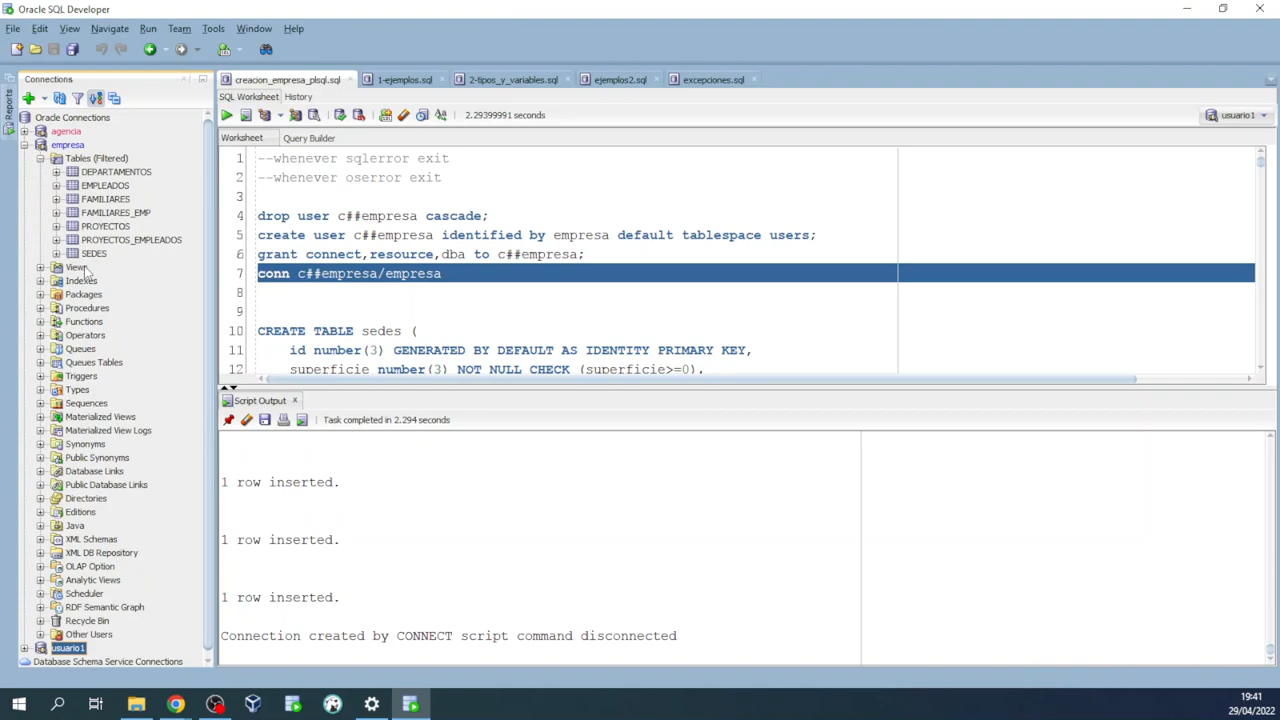 Oracle SQL Developer
File Edit View Navigate Run Team Tools Window Help
Connections
Reports
Oracle Connections
agencia
empresa
Tables (Filtered)
DEPARTAMENTOS
EMPLEADOS
FAMILIARES
FAMILIARES_EMP
PROYECTOS
PROYECTOS_EMPLEADOS
SEDES
Views
Indexes
Packages
Procedures
Functions
Operators
Queues
Queues Tables
Triggers
Types
Sequences
Materialized Views
Materialized View Logs
Synonyms
Public Synonyms
Database Links
Public Database Links
Directories
Editions
Java
XML Schemas
XML DB Repository
OLAP Option
Analytic Views
Scheduler
RDF Semantic Graph
Recycle Bin
Other Users
usuario1
Database Schema Service Connections
creacion_empresa_plsql.sql 1-ejemplos.sql 2-tipos_y_variables.sql ejemplos2.sql excepciones.sql
SQL Worksheet History
2.29399991 seconds
usuario1
Worksheet Query Builder
1 --whenever sqlerror exit
2 --whenever oserror exit
3
4 drop user c##empresa cascade;
5 create user c##empresa identified by empresa default tablespace users;
6 grant connect,resource,dba to c##empresa;
7 conn c##empresa/empresa
8
9
10 CREATE TABLE sedes (
11 id number(3) GENERATED BY DEFAULT AS IDENTITY PRIMARY KEY,
12 superficie number(3) NOT NULL CHECK (superficie>=0),
Script Output
Task completed in 2.294 seconds
1 row inserted.
1 row inserted.
1 row inserted.
Connection created by CONNECT script command disconnected
19:41
29/04/2022